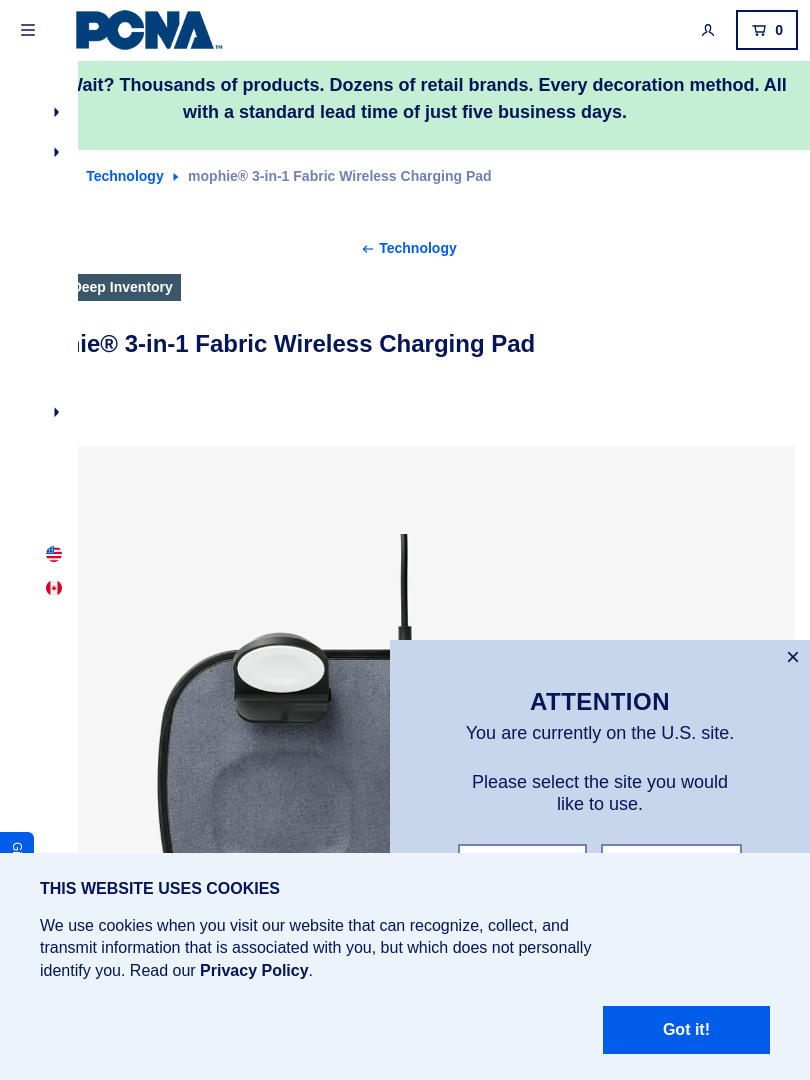 PCNA™
0
Wait? Thousands of products. Dozens of retail brands. Every decoration method. All
with a standard lead time of just five business days.
Technology
mophie® 3-in-1 Fabric Wireless Charging Pad
Technology
Deep Inventory
hie® 3-in-1 Fabric Wireless Charging Pad
ATTENTION
You are currently on the U.S. site.
Please select the site you would
like to use.
THIS WEBSITE USES COOKIES
We use cookies when you visit our website that can recognize, collect, and
transmit information that is associated with you, but which does not personally
identify you. Read our Privacy Policy.
Got it!